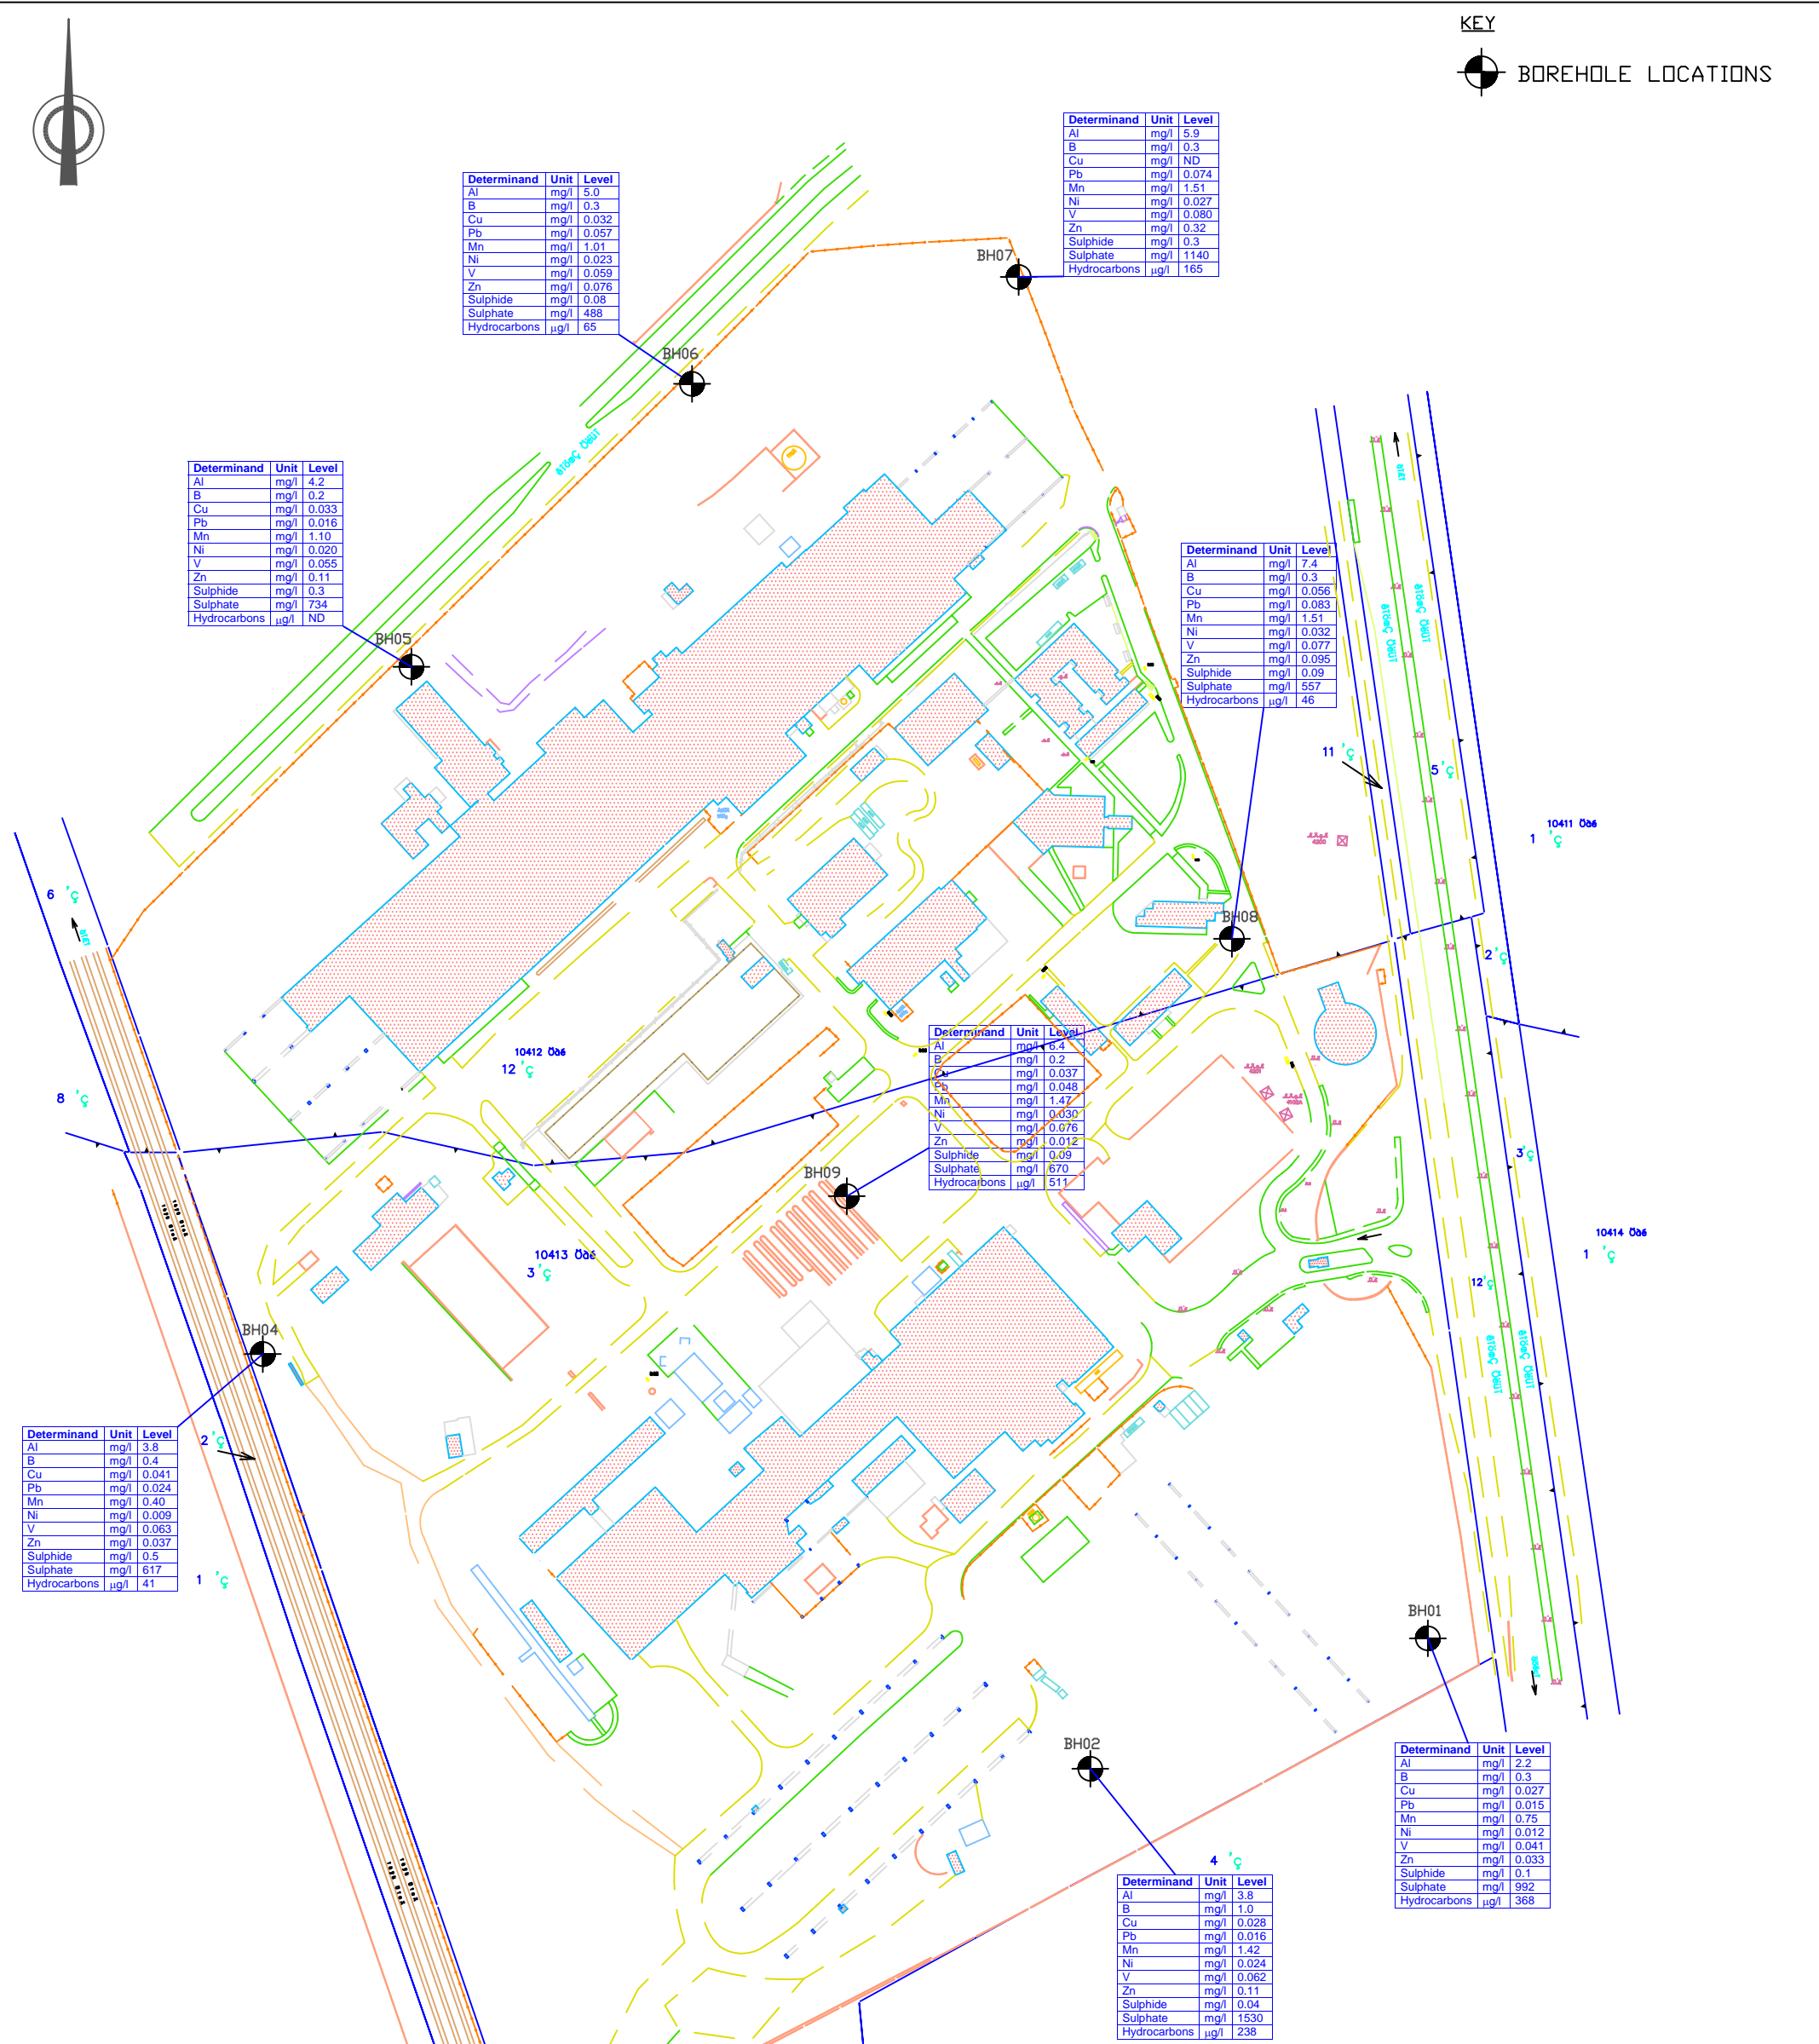 KEY
BOREHOLE LOCATIONS
Determinand Unit Level
Al mg/l 5.9
B mg/l 0.3
Cu mg/l ND
Pb mg/l 0.074
Mn mg/l 1.51
Ni mg/l 0.027
V mg/l 0.080
Zn mg/l 0.32
Sulphide mg/l 0.3
Sulphate mg/l 1140
Hydrocarbons µg/l 165
BH07
Determinand Unit Level
Al mg/l 5.0
B mg/l 0.3
Cu mg/l 0.032
Pb mg/l 0.057
Mn mg/l 1.01
Ni mg/l 0.023
V mg/l 0.059
Zn mg/l 0.076
Sulphide mg/l 0.08
Sulphate mg/l 488
Hydrocarbons µg/l 65
BH06
Determinand Unit Level
Al mg/l 4.2
B mg/l 0.2
Cu mg/l 0.033
Pb mg/l 0.016
Mn mg/l 1.10
Ni mg/l 0.020
V mg/l 0.055
Zn mg/l 0.11
Sulphide mg/l 0.3
Sulphate mg/l 734
Hydrocarbons µg/l ND
BH05
Determinand Unit Level
Al mg/l 7.4
B mg/l 0.3
Cu mg/l 0.056
Pb mg/l 0.083
Mn mg/l 1.51
Ni mg/l 0.032
V mg/l 0.077
Zn mg/l 0.095
Sulphide mg/l 0.09
Sulphate mg/l 557
Hydrocarbons µg/l 46
11 'Ç
5 'Ç
10411 Öàé
1 'Ç
6 'Ç
BH08
2 'Ç
10412 Öàé
12 'Ç
8 'Ç
Determinand Unit Level
Al mg/l 6.4
B mg/l 0.2
Cu mg/l 0.037
Pb mg/l 0.048
Mn mg/l 1.47
Ni mg/l 0.030
V mg/l 0.076
Zn mg/l 0.012
Sulphide mg/l 0.09
Sulphate mg/l 670
Hydrocarbons µg/l 511
BH09
3 'Ç
10413 Öàé
3 'Ç
10414 Öàé
1 'Ç
12 'Ç
BH04
Determinand Unit Level
Al mg/l 3.8
B mg/l 0.4
Cu mg/l 0.041
Pb mg/l 0.024
Mn mg/l 0.40
Ni mg/l 0.009
V mg/l 0.063
Zn mg/l 0.037
Sulphide mg/l 0.5
Sulphate mg/l 617
Hydrocarbons µg/l 41
2 'Ç
1 'Ç
BH01
BH02
Determinand Unit Level
Al mg/l 2.2
B mg/l 0.3
Cu mg/l 0.027
Pb mg/l 0.015
Mn mg/l 0.75
Ni mg/l 0.012
V mg/l 0.041
Zn mg/l 0.033
Sulphide mg/l 0.1
Sulphate mg/l 992
Hydrocarbons µg/l 368
4 'Ç
Determinand Unit Level
Al mg/l 3.8
B mg/l 1.0
Cu mg/l 0.028
Pb mg/l 0.016
Mn mg/l 1.42
Ni mg/l 0.024
V mg/l 0.062
Zn mg/l 0.11
Sulphide mg/l 0.04
Sulphate mg/l 1530
Hydrocarbons µg/l 238